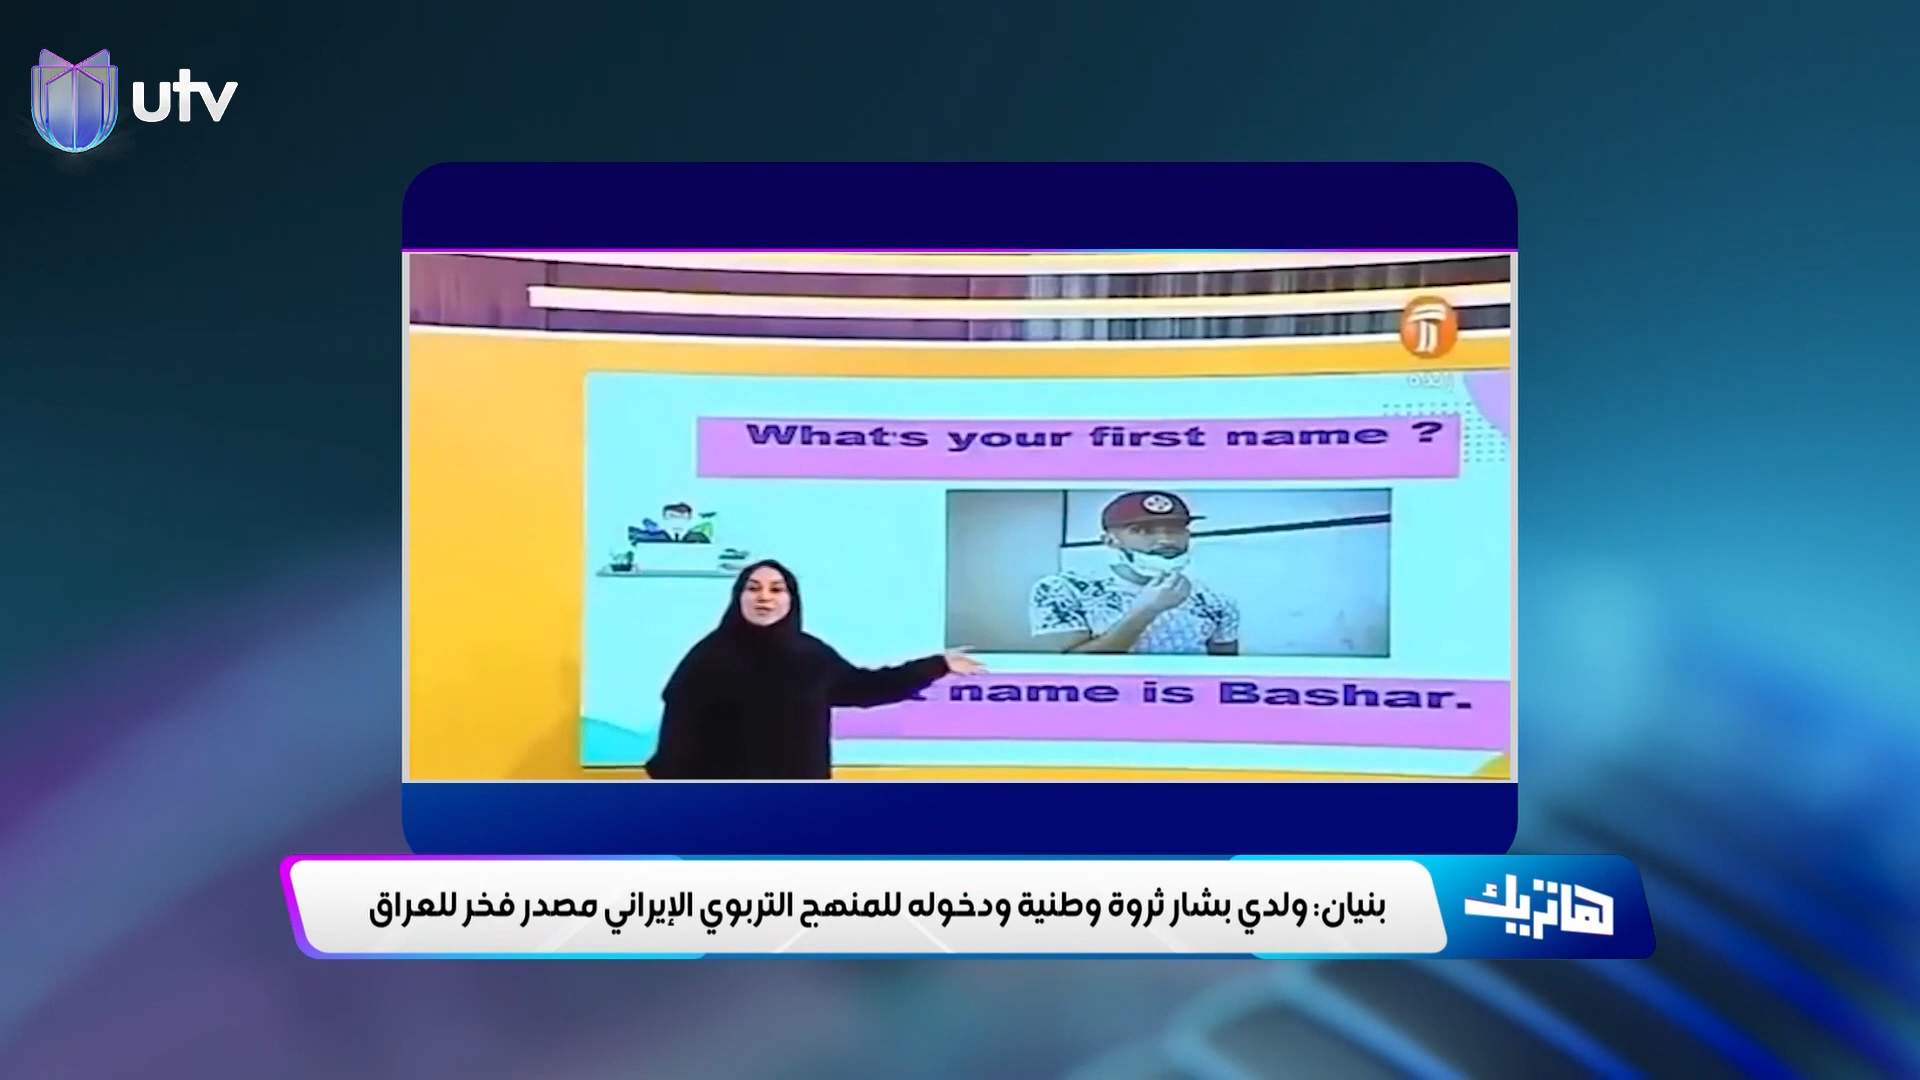 utv
What's your first name ?
name is Bashar.
هاتريك
بنيان: ولدي بشار ثروة وطنية ودخوله للمنهج التربوي الإيراني مصدر فخر للعراق